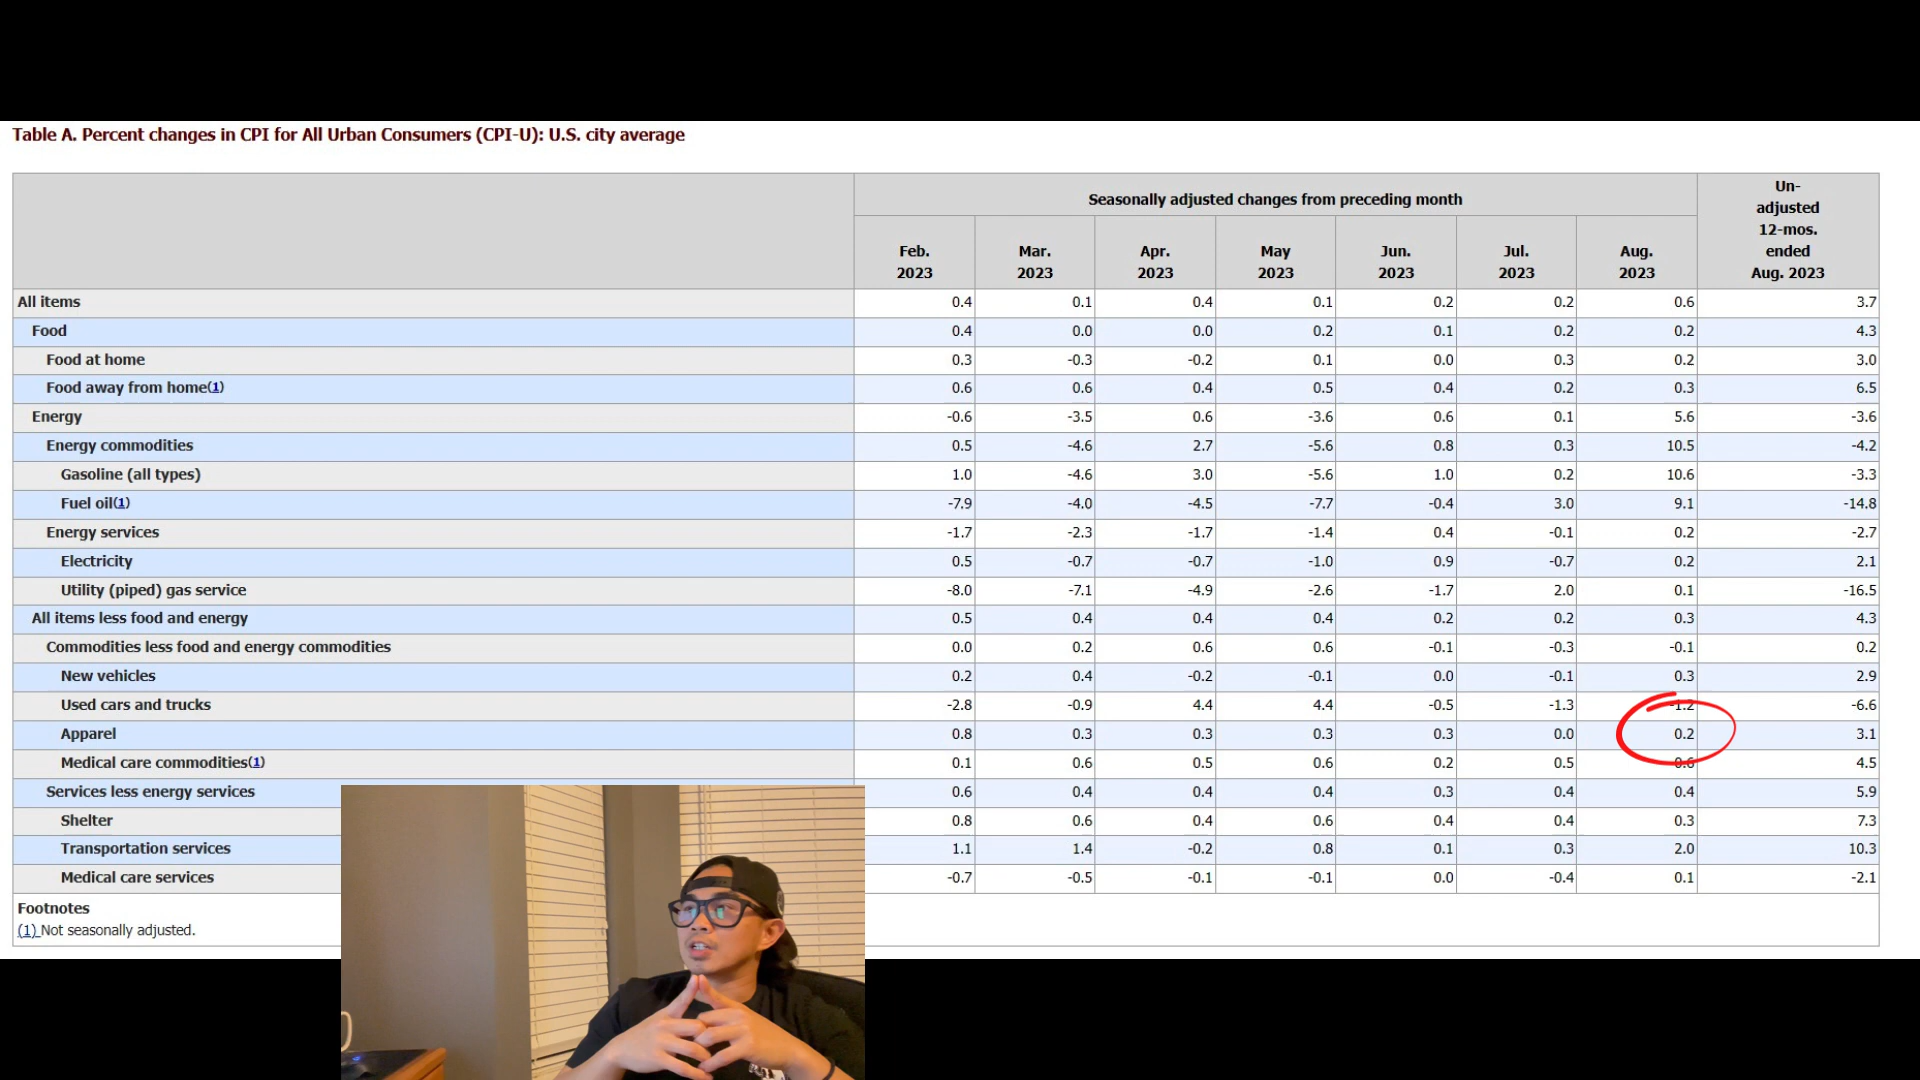 Table A. Percent changes in CPI for All Urban Consumers (CPI-U): U.S. city average
Seasonally adjusted changes from preceding month
Un-
adjusted
12-mos.
ended
Aug. 2023
Feb. 2023 Mar. 2023 Apr. 2023 May 2023 Jun. 2023 Jul. 2023 Aug. 2023
All items 0.4 0.1 0.4 0.1 0.2 0.2 0.6 3.7
Food 0.4 0.0 0.0 0.2 0.1 0.2 0.2 4.3
Food at home 0.3 -0.3 -0.2 0.1 0.0 0.3 0.2 3.0
Food away from home(1) 0.6 0.6 0.4 0.5 0.4 0.2 0.3 6.5
Energy -0.6 -3.5 0.6 -3.6 0.6 0.1 5.6 -3.6
Energy commodities 0.5 -4.6 2.7 -5.6 0.8 0.3 10.5 -4.2
Gasoline (all types) 1.0 -4.6 3.0 -5.6 1.0 0.2 10.6 -3.3
Fuel oil(1) -7.9 -4.0 -4.5 -7.7 -0.4 3.0 9.1 -14.8
Energy services -1.7 -2.3 -1.7 -1.4 0.4 -0.1 0.2 -2.7
Electricity 0.5 -0.7 -0.7 -1.0 0.9 -0.7 0.2 2.1
Utility (piped) gas service -8.0 -7.1 -4.9 -2.6 -1.7 2.0 0.1 -16.5
All items less food and energy 0.5 0.4 0.4 0.4 0.2 0.2 0.3 4.3
Commodities less food and energy commodities 0.0 0.2 0.6 0.6 -0.1 -0.3 -0.1 0.2
New vehicles 0.2 0.4 -0.2 -0.1 0.0 -0.1 0.3 2.9
Used cars and trucks -2.8 -0.9 4.4 4.4 -0.5 -1.3 -1.2 -6.6
Apparel 0.8 0.3 0.3 0.3 0.3 0.0 0.2 3.1
Medical care commodities(1) 0.1 0.6 0.5 0.6 0.2 0.5 0.6 4.5
Services less energy services 0.6 0.4 0.4 0.4 0.3 0.4 0.4 5.9
Shelter 0.8 0.6 0.4 0.6 0.4 0.4 0.3 7.3
Transportation services 1.1 1.4 -0.2 0.8 0.1 0.3 2.0 10.3
Medical care services -0.7 -0.5 -0.1 -0.1 0.0 -0.4 0.1 -2.1
Footnotes
(1) Not seasonally adjusted.